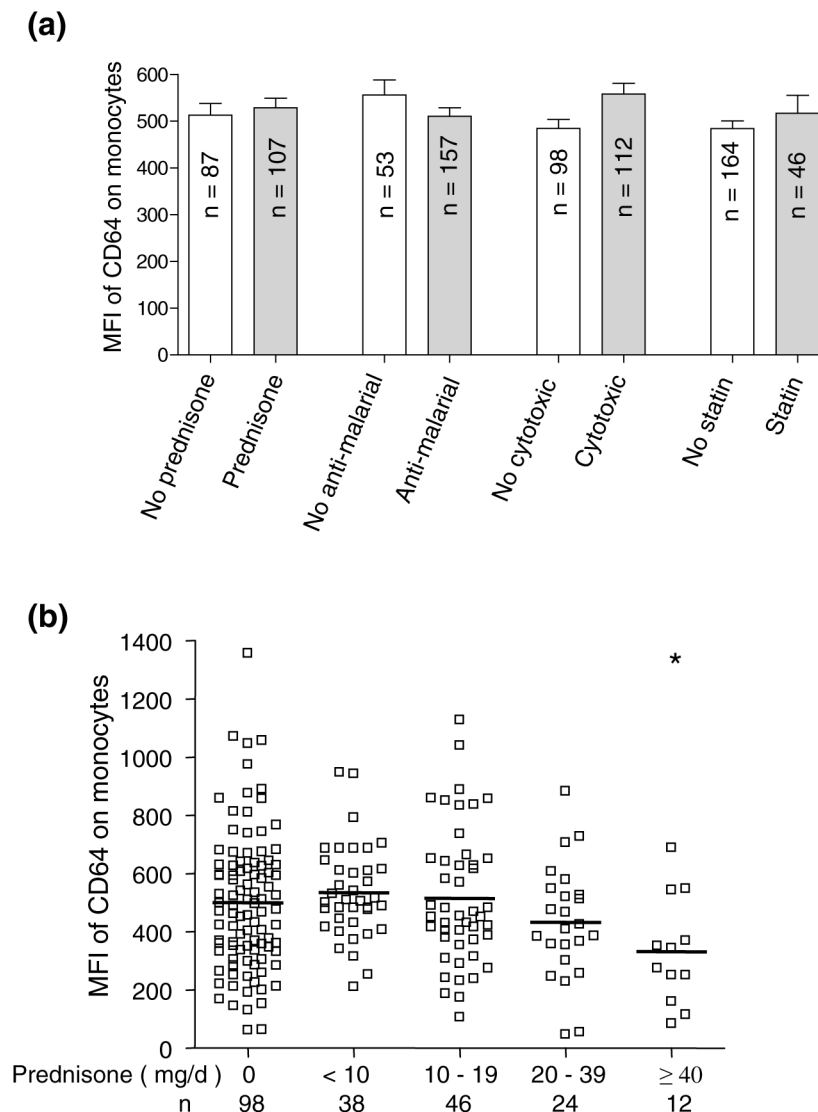 (a)
MFI of CD64 on monocytes
600
500
400
300
200
100
0
n = 87
n = 107
n = 53
n = 157
n = 98
n = 112
n = 164
n = 46
No prednisone
Prednisone
No anti-malarial
Anti-malarial
No cytotoxic
Cytotoxic
No statin
Statin
(b)
MFI of CD64 on monocytes
1400
1200
1000
800
600
400
200
0
*
Prednisone ( mg/d ) 0 < 10 10 - 19 20 - 39 ≥ 40
n 98 38 46 24 12